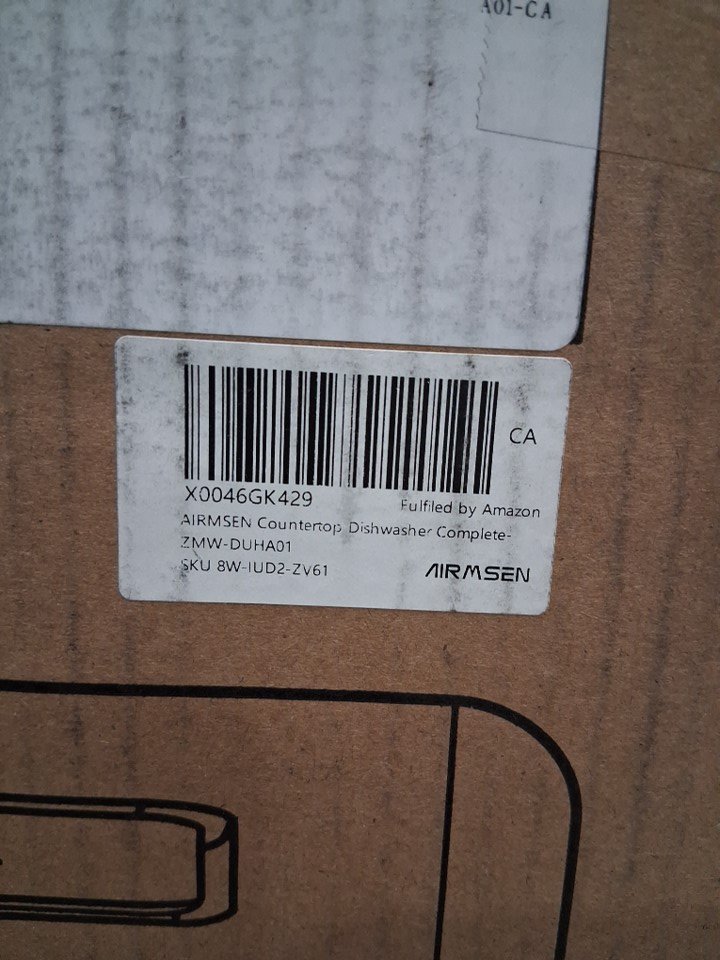 A01-CA
CA
X0046GK429
Fulfiled by Amazon
AIRMSEN Countertop Dishwasher Complete-
ZMW-DUHA01
SKU 8W-IUD2-ZV61
AIRMSEN